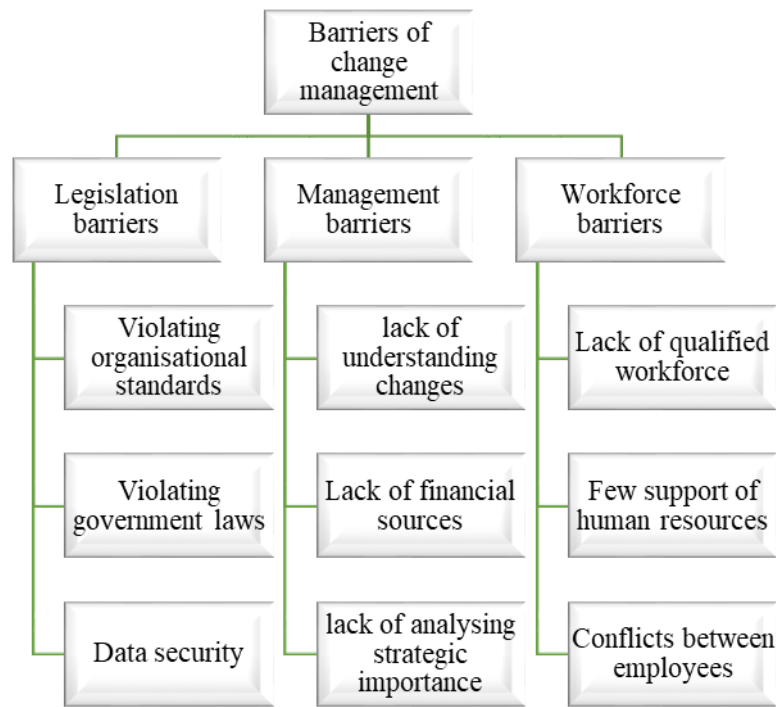 Barriers of
change
management
Legislation
barriers
Management
barriers
Workforce
barriers
Violating
organisational
standards
lack of
understanding
changes
Lack of qualified
workforce
Violating
government laws
Lack of financial
sources
Few support of
human resources
Data security
lack of analysing
strategic
importance
Conflicts between
employees